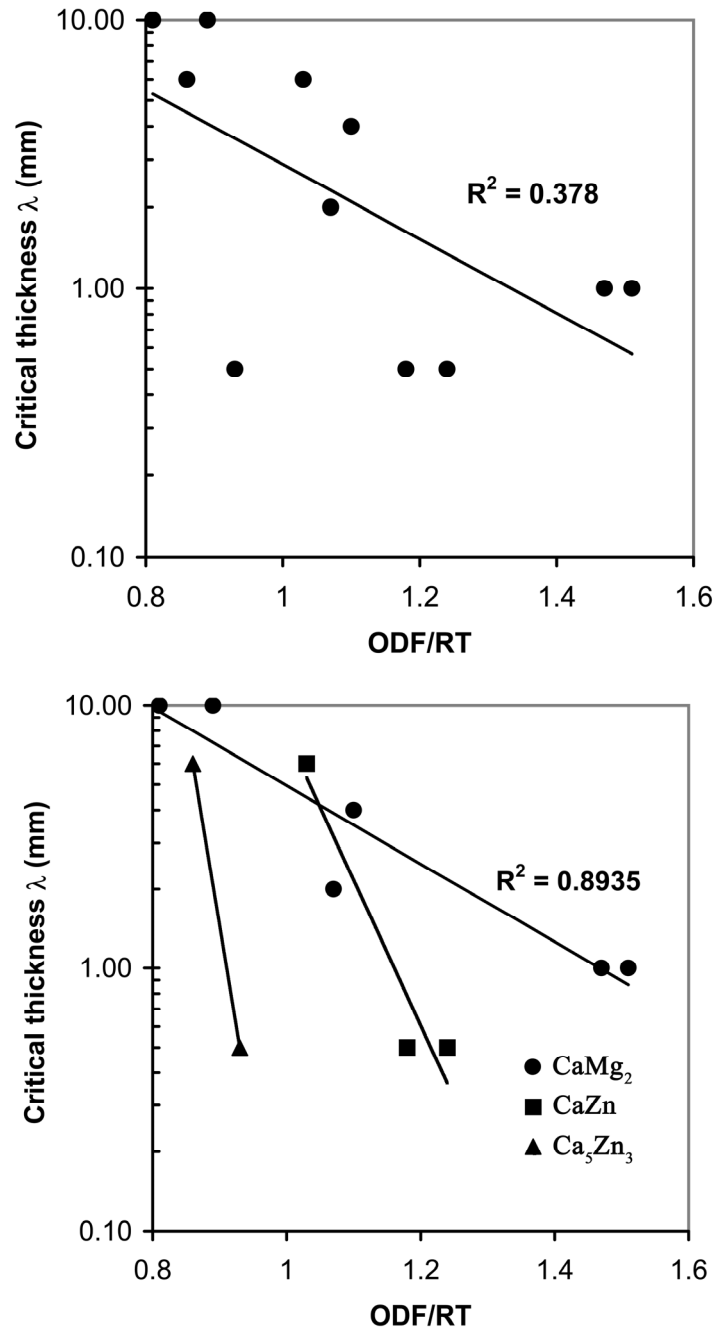 10.00
1.00
0.10
Critical thickness λ (mm)
R² = 0.378
0.8 1 1.2 1.4 1.6
ODF/RT
10.00
1.00
0.10
Critical thickness λ (mm)
R² = 0.8935
CaMg₂
CaZn
Ca₅Zn₃
0.8 1 1.2 1.4 1.6
ODF/RT